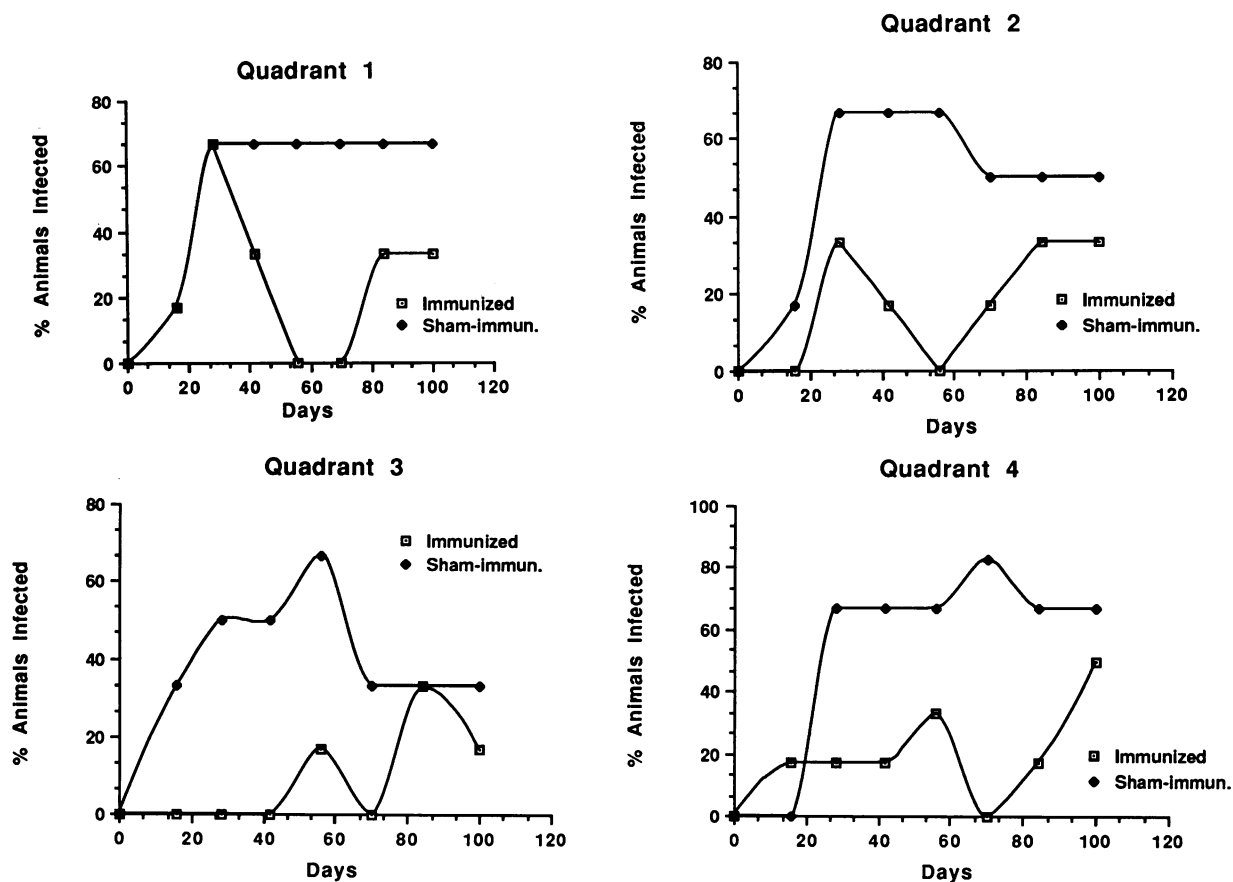 Quadrant 1
% Animals Infected
80
60
40
20
0
0 20 40 60 80 100 120
Days
Immunized
Sham-immun.
Quadrant 2
% Animals Infected
80
60
40
20
0
0 20 40 60 80 100 120
Days
Immunized
Sham-immun.
Quadrant 3
% Animals Infected
80
60
40
20
0
0 20 40 60 80 100 120
Days
Immunized
Sham-immun.
Quadrant 4
% Animals Infected
100
80
60
40
20
0
0 20 40 60 80 100 120
Days
Immunized
Sham-immun.